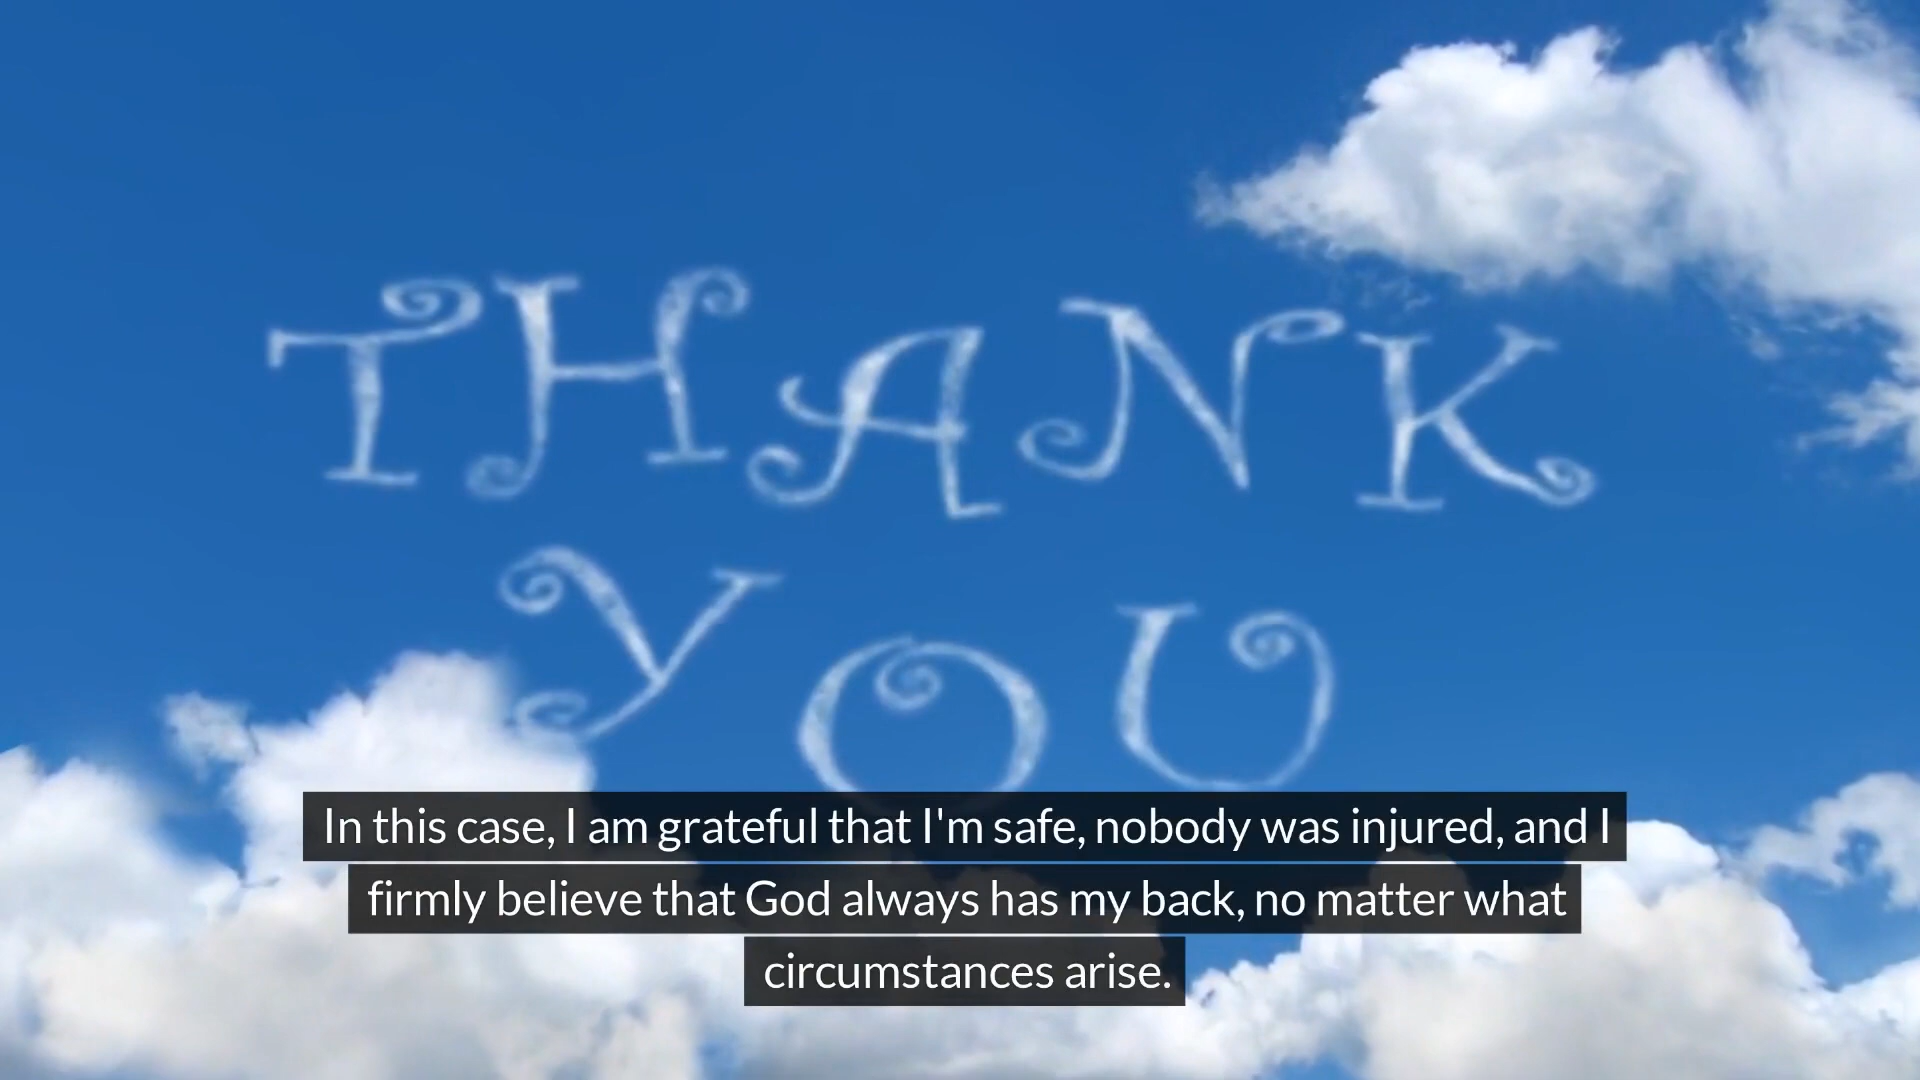 THANK
YOU
In this case, I am grateful that I'm safe, nobody was injured, and I
firmly believe that God always has my back, no matter what
circumstances arise.